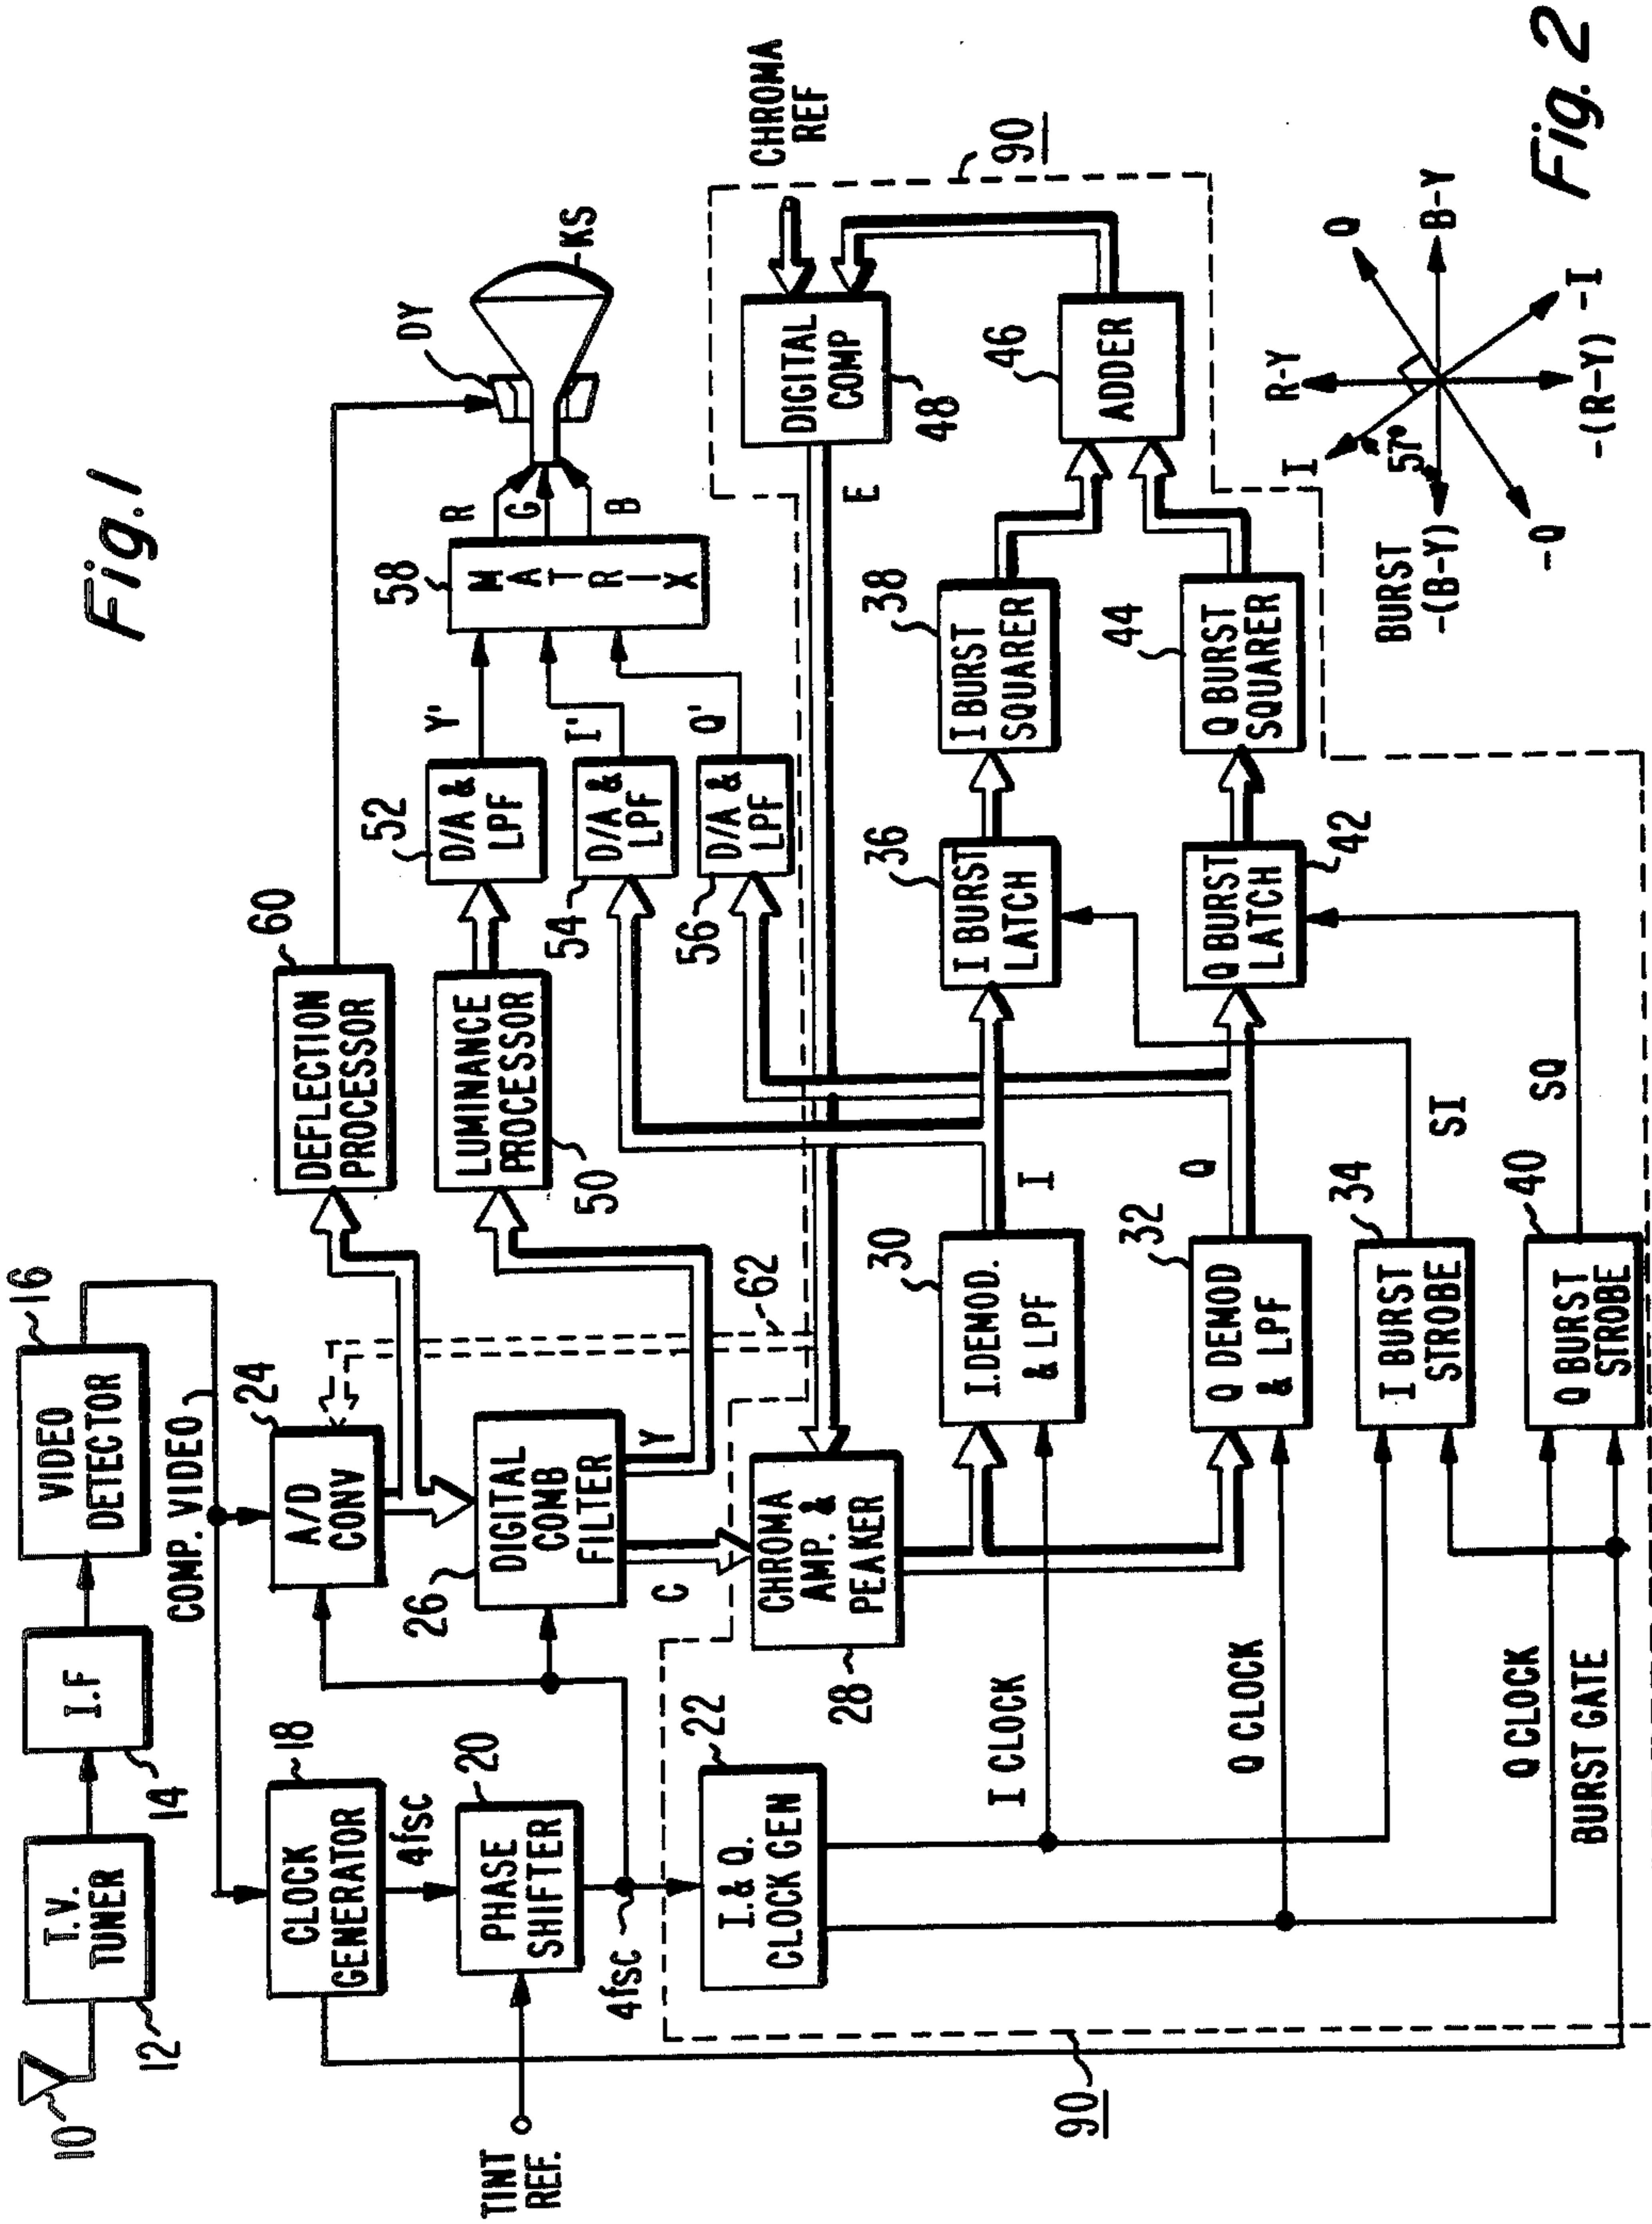 Fig. 1
10
12
T.V.
TUNER
14
I.F
16
VIDEO
DETECTOR
COMP. VIDEO
18
CLOCK
GENERATOR
4fsc
20
PHASE
SHIFTER
TINT
REF.
4fsc
24
A/D
CONV
26
DIGITAL
COMB
FILTER
C
Y
60
DEFLECTION
PROCESSOR
LUMINANCE
PROCESSOR
50
62
52
D/A &
LPF
54
D/A &
LPF
56
D/A &
LPF
Y'
I'
Q'
58
MATRIX
R
G
B
DY
KS
22
I. & Q.
CLOCK GEN
28
CHROMA
AMP. &
PEAKER
E
DIGITAL
COMP
48
CHROMA
REF
90
I CLOCK
30
I. DEMOD.
& LPF
I
36
I BURST
LATCH
38
I BURST
SQUARER
46
ADDER
Q CLOCK
32
Q DEMOD
& LPF
Q
Q BURST
LATCH
42
44
Q BURST
SQUARER
34
I BURST
STROBE
SI
Q CLOCK
BURST GATE
40
Q BURST
STROBE
SQ
90
R-Y
Q
I
57°
BURST
-(B-Y)
B-Y
-Q
-(R-Y)
-I
Fig. 2